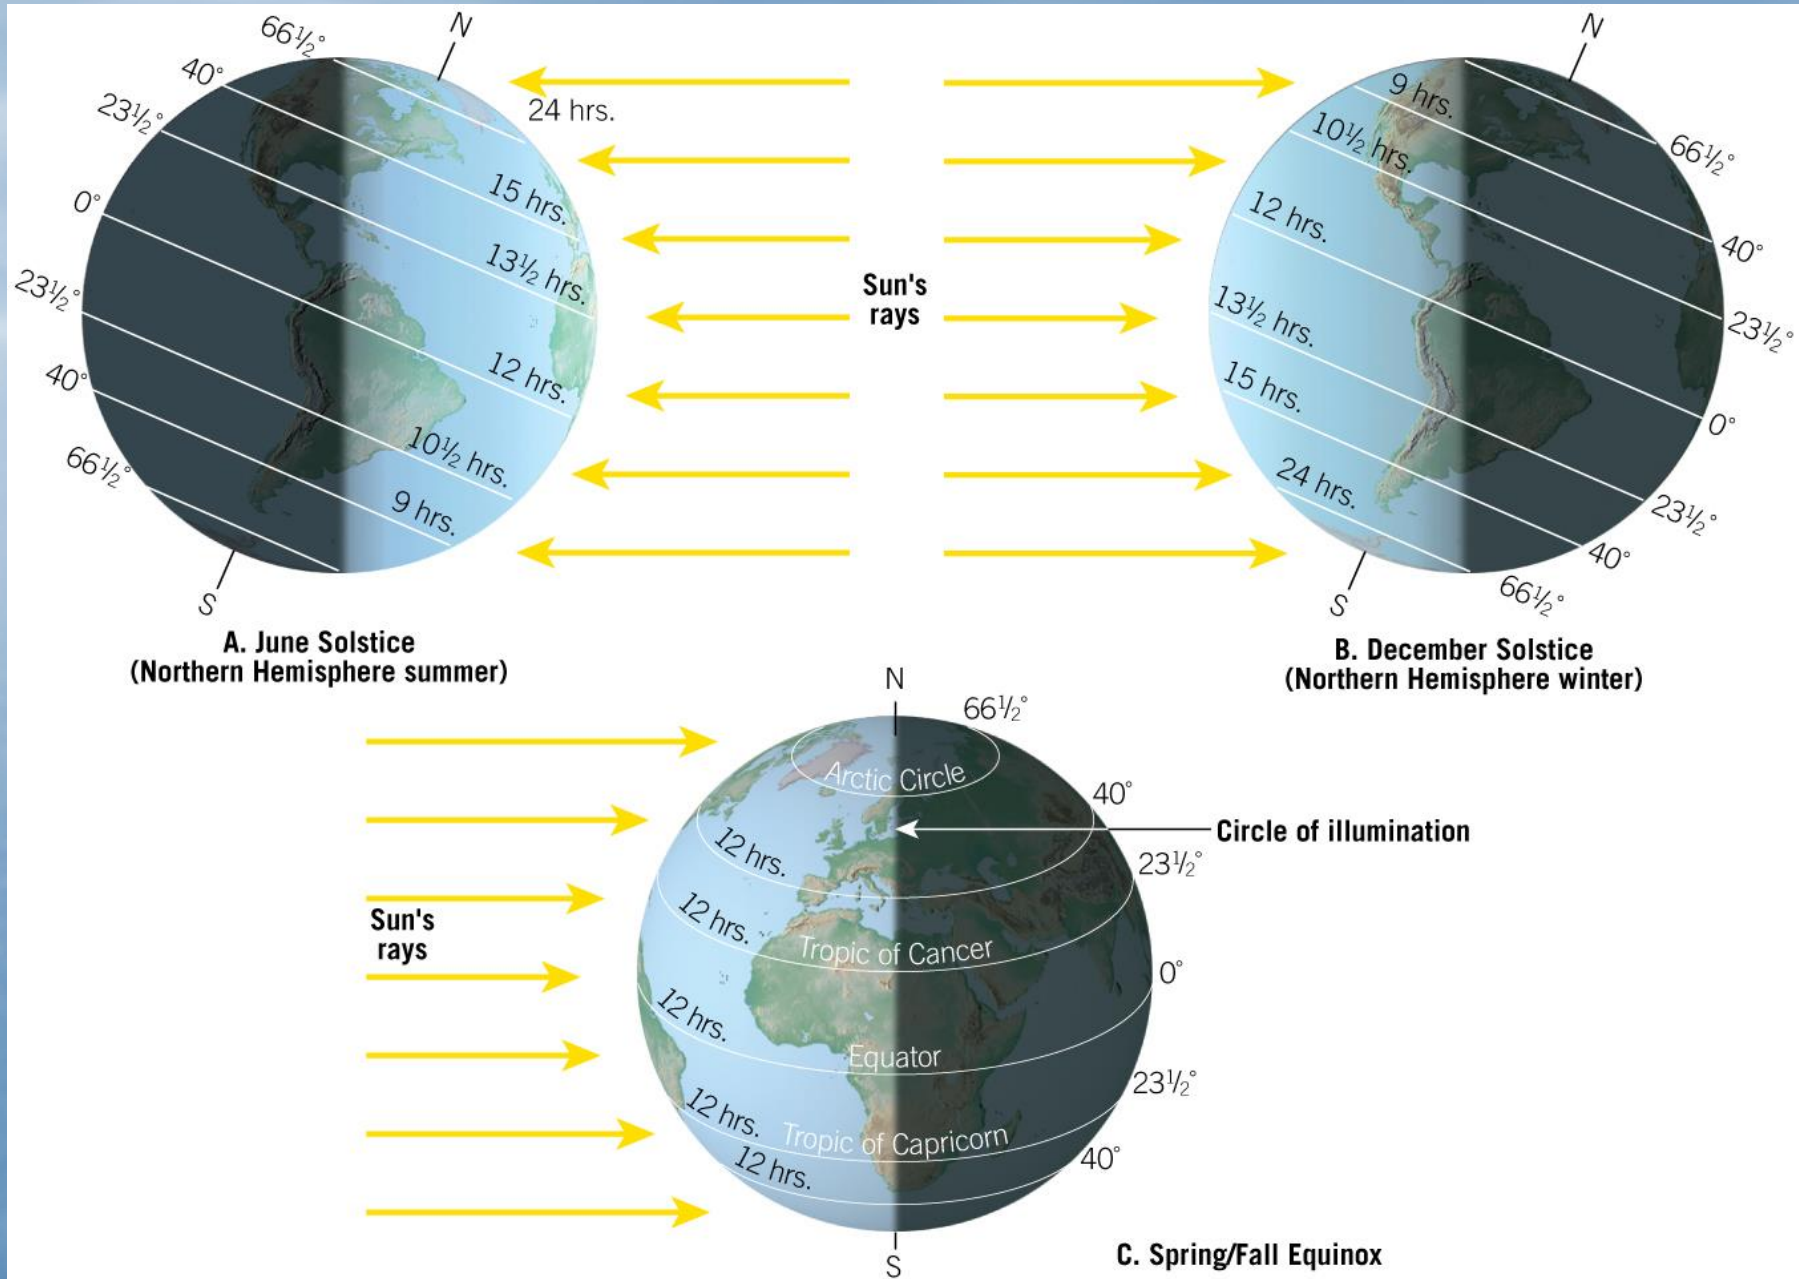 N
66½°
40°
23½°
0°
23½°
40°
66½°
S
24 hrs.
15 hrs.
13½ hrs.
12 hrs.
10½ hrs.
9 hrs.
A. June Solstice
(Northern Hemisphere summer)
Sun's
rays
N
9 hrs.
10½ hrs.
12 hrs.
13½ hrs.
15 hrs.
24 hrs.
66½°
40°
23½°
0°
23½°
40°
66½°
S
B. December Solstice
(Northern Hemisphere winter)
N
66½°
Arctic Circle
40°
Circle of illumination
12 hrs.
23½°
Sun's
rays
12 hrs.
Tropic of Cancer
0°
12 hrs.
Equator
23½°
12 hrs.
Tropic of Capricorn
40°
12 hrs.
S
C. Spring/Fall Equinox